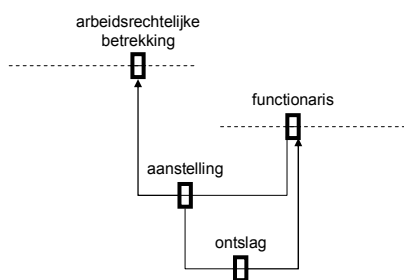 arbeidsrechtelijke
betrekking
functionaris
aanstelling
ontslag